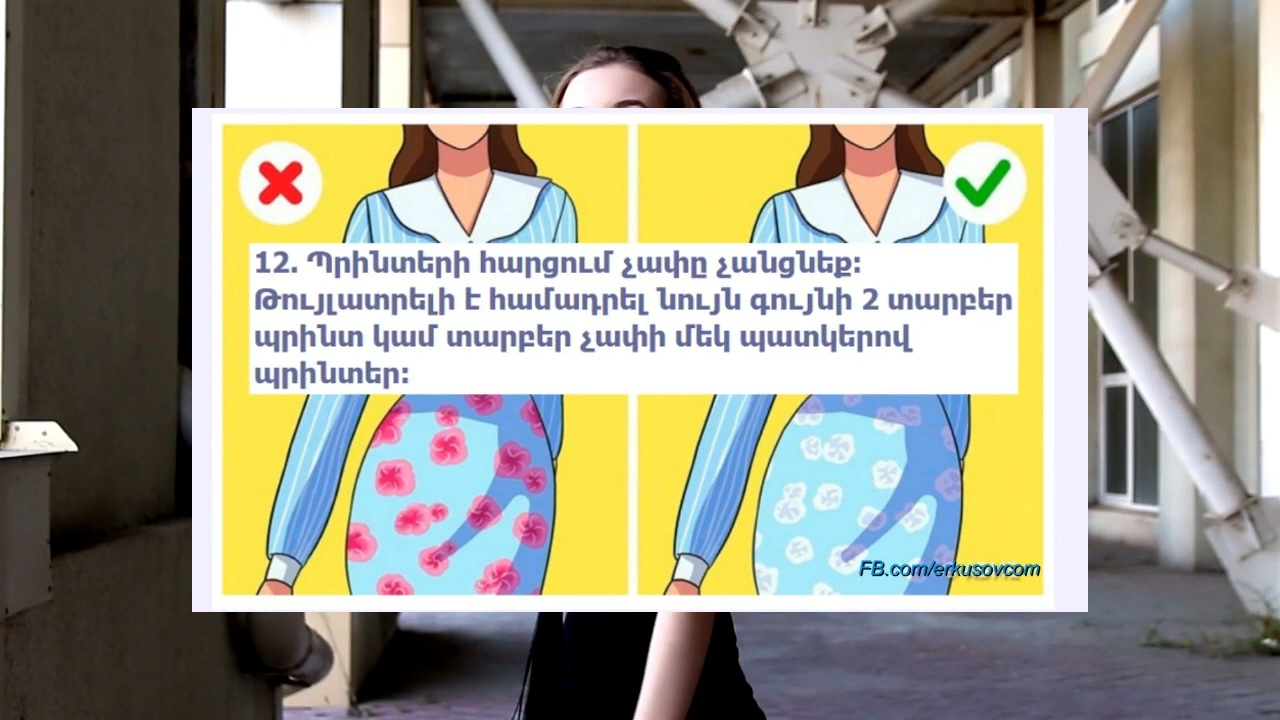 12. Պրինտերի հարցում չափը չանցնեք:
Թույլատրելի է համադրել նույն գույնի 2 տարբեր
պրինտ կամ տարբեր չափի մեկ պատկերով
պրինտեր:
FB.com/erkusovcom